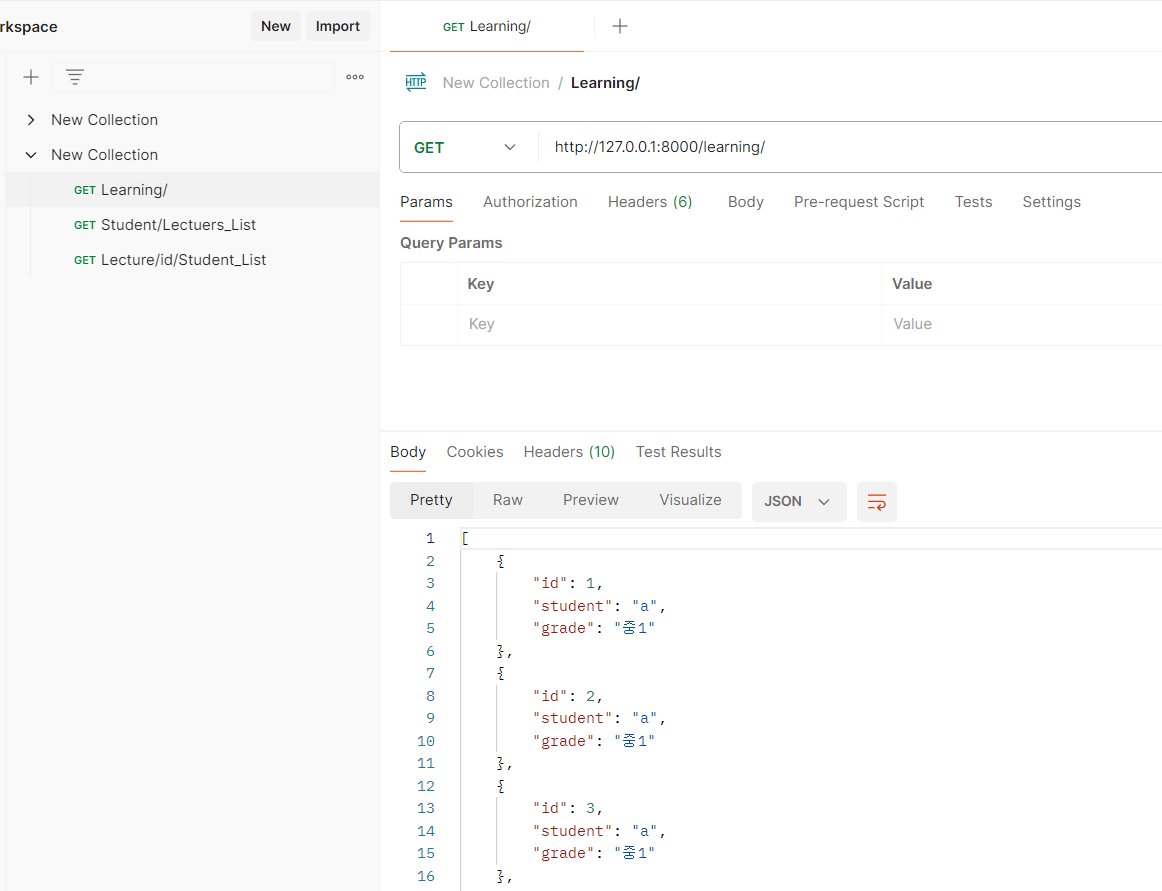 rkspace
New
Import
New Collection
New Collection
GET Learning/
GET Student/Lectuers_List
GET Lecture/id/Student_List
GET Learning/
HTTP New Collection / Learning/
GET http://127.0.0.1:8000/learning/
Params Authorization Headers (6) Body Pre-request Script Tests Settings
Query Params
Key Value
Key Value
Body Cookies Headers (10) Test Results
Pretty Raw Preview Visualize JSON
1 [
2 {
3 "id": 1,
4 "student": "a",
5 "grade": "중1"
6 },
7 {
8 "id": 2,
9 "student": "a",
10 "grade": "중1"
11 },
12 {
13 "id": 3,
14 "student": "a",
15 "grade": "중1"
16 },